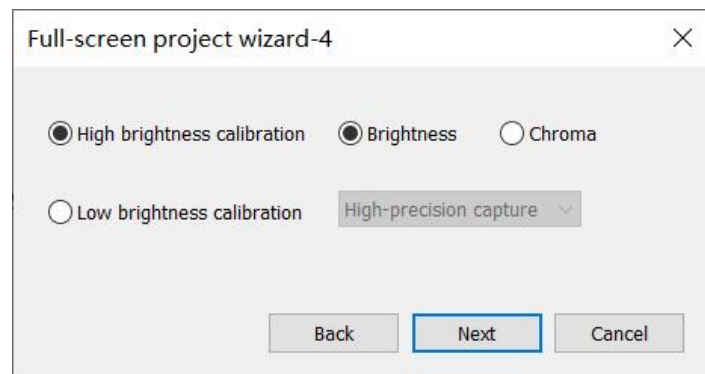 Full-screen project wizard-4
High brightness calibration Brightness Chroma
Low brightness calibration High-precision capture
Back Next Cancel